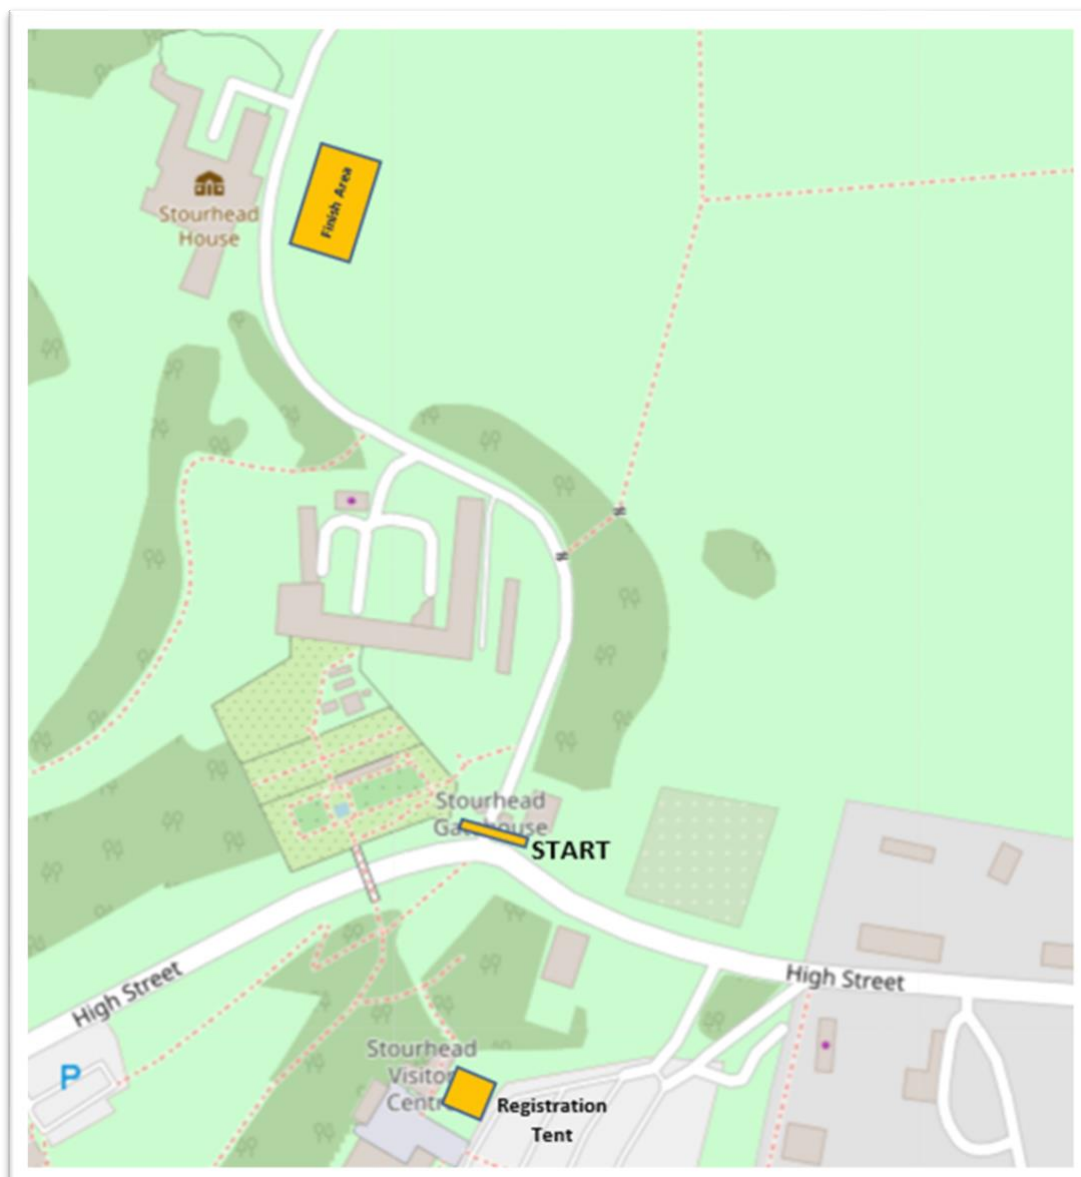 Finish Area
Stourhead
House
Stourhead
Gatehouse
START
High Street
High Street
Stourhead
Visitor
Centre
P
Registration
Tent